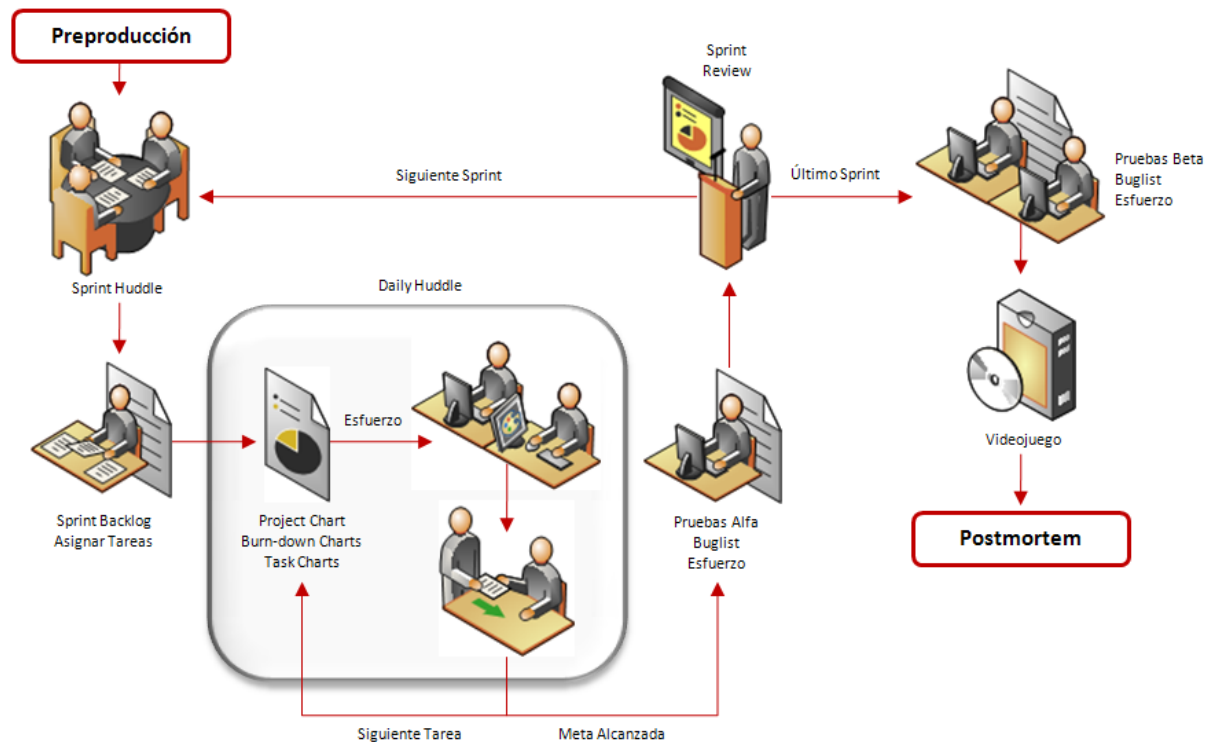 Preproducción
Sprint
Review
Siguiente Sprint
Último Sprint
Pruebas Beta
Buglist
Esfuerzo
Sprint Huddle
Daily Huddle
Esfuerzo
Videojuego
Sprint Backlog
Asignar Tareas
Project Chart
Burn-down Charts
Task Charts
Pruebas Alfa
Buglist
Esfuerzo
Postmortem
Siguiente Tarea
Meta Alcanzada